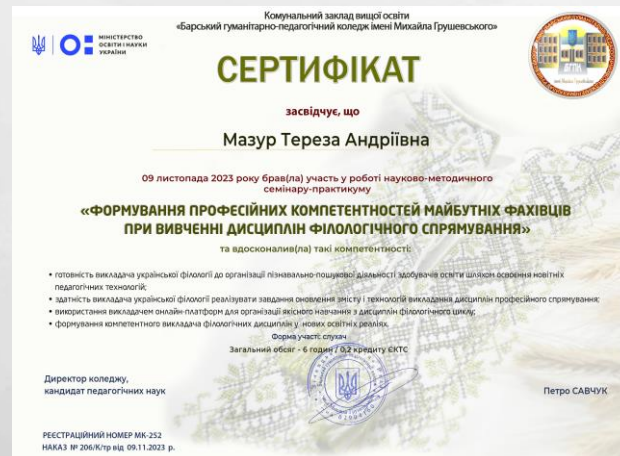 Комунальний заклад вищої освіти
«Барський гуманітарно-педагогічний коледж імені Михайла Грушевського»
МІНІСТЕРСТВО
ОСВІТИ І НАУКИ
УКРАЇНИ
СЕРТИФІКАТ
засвідчує, що
Мазур Тереза Андріївна
09 листопада 2023 року брав(ла) участь у роботі науково-методичного
семінару-практикуму
«ФОРМУВАННЯ ПРОФЕСІЙНИХ КОМПЕТЕНТНОСТЕЙ МАЙБУТНІХ ФАХІВЦІВ
ПРИ ВИВЧЕННІ ДИСЦИПЛІН ФІЛОЛОГІЧНОГО СПРЯМУВАННЯ»
та вдосконалив(ла) такі компетентності:
• готовність викладача української філології до організації пізнавально-пошукової діяльності здобувачів освіти шляхом освоєння новітніх
педагогічних технологій;
• здатність викладача української філології реалізувати завдання оновлення змісту і технологій викладання дисциплін професійного спрямування;
• використання викладачем онлайн-платформ для організації якісного навчання з дисциплін філологічного циклу;
• формування компетентного викладача філологічних дисциплін у нових освітніх реаліях.
Форма участі: слухач
Загальний обсяг - 6 годин / 0,2 кредиту ЄКТС
Директор коледжу,
кандидат педагогічних наук
Петро САВЧУК
РЕЄСТРАЦІЙНИЙ НОМЕР МК-252
НАКАЗ № 206/К/тр від 09.11.2023 р.